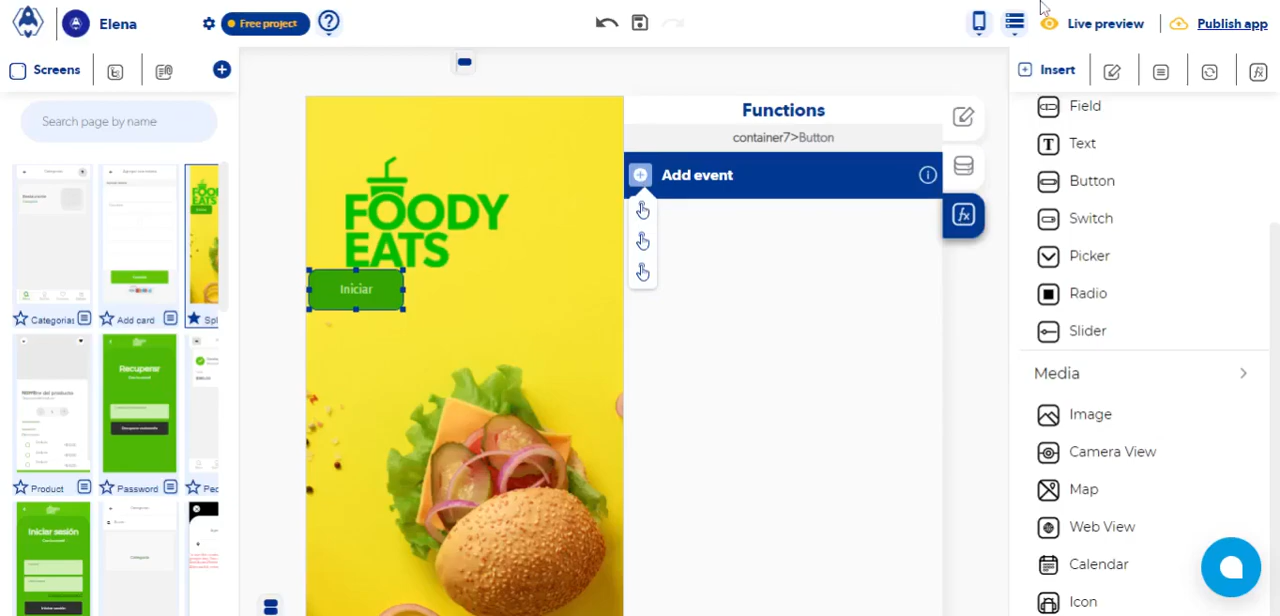 Elena
Free project
Live preview
Publish app
Screens
Insert
Search page by name
Functions
container7>Button
Add event
FOODY
EATS
Iniciar
Categorias
Add card
Spl
Recuperar
Product
Password
Iniciar sesión
Field
Text
Button
Switch
Picker
Radio
Slider
Media
Image
Camera View
Map
Web View
Calendar
Icon